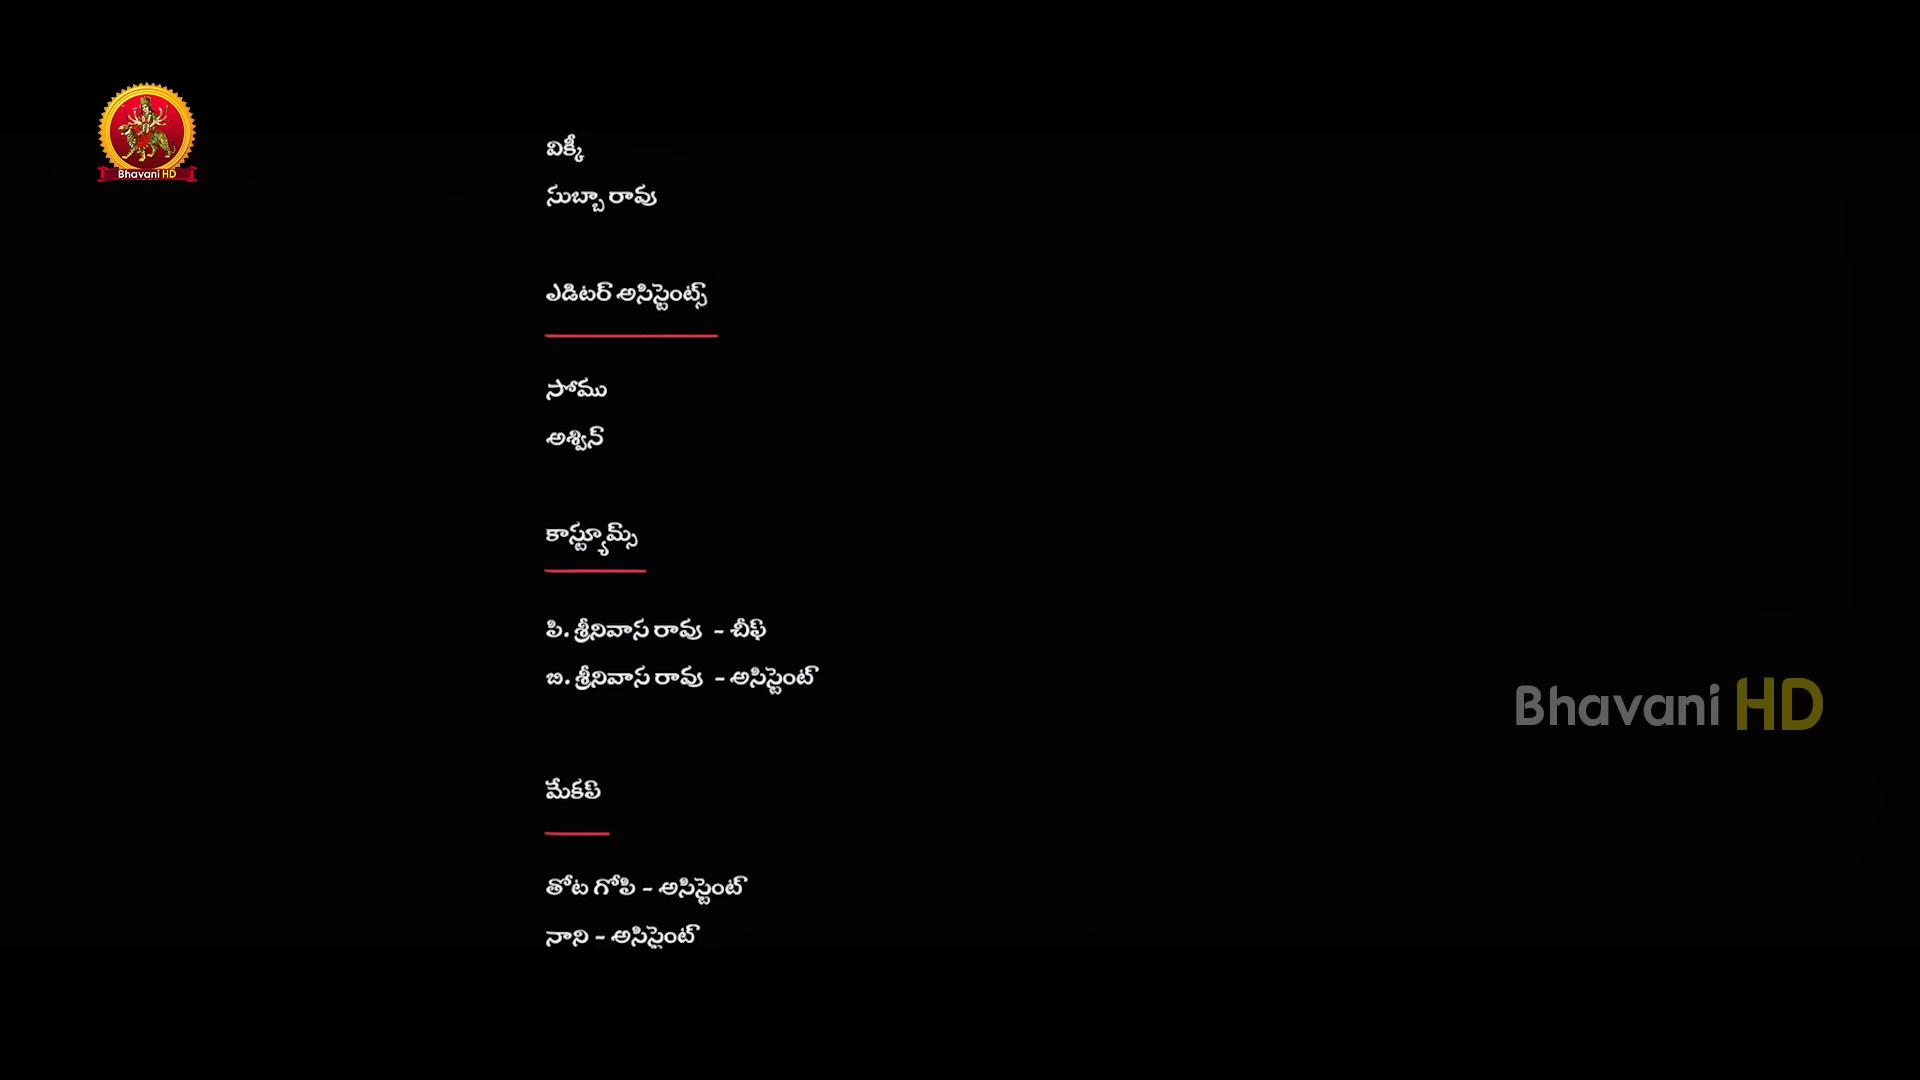 Bhavani HD
విక్కీ
సుబ్బా రావు
ఎడిటర్ అసిస్టెంట్స్
సోము
అశ్విన్
కాస్ట్యూమ్స్
పి. శ్రీనివాస రావు - చీఫ్
బి. శ్రీనివాస రావు - అసిస్టెంట్
Bhavani HD
మేకప్
తోట గోపి - అసిస్టెంట్
నాని - అసిస్టెంట్